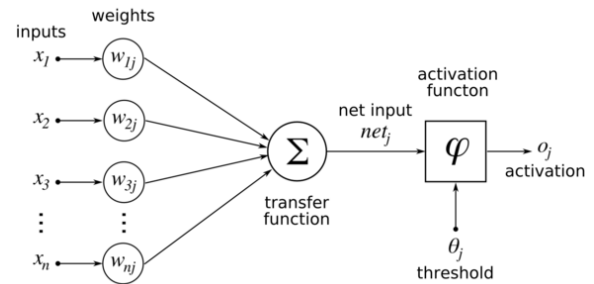 weights
inputs
x₁
w₁ⱼ
x₂
w₂ⱼ
x₃
w₃ⱼ
⋮ ⋮
xₙ
wₙⱼ
Σ
transfer
function
net input
netⱼ
activation
functon
φ
oⱼ
activation
θⱼ
threshold